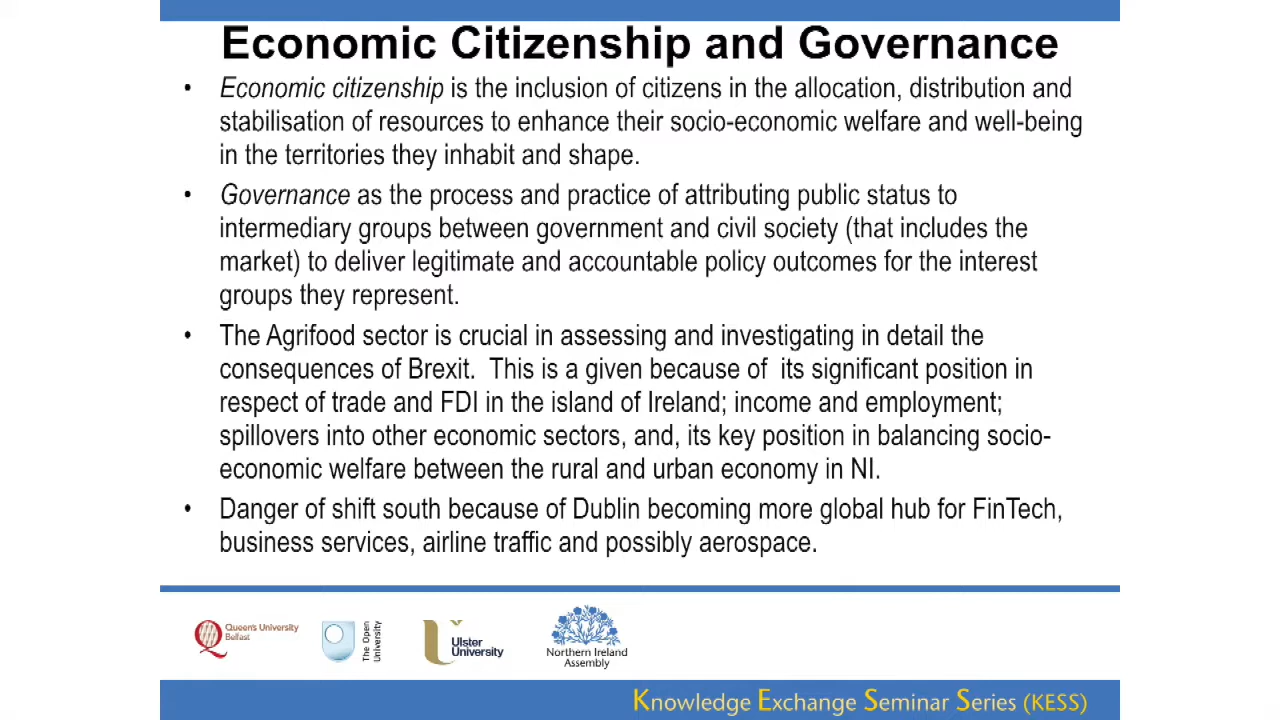 Economic Citizenship and Governance
• Economic citizenship is the inclusion of citizens in the allocation, distribution and
stabilisation of resources to enhance their socio-economic welfare and well-being
in the territories they inhabit and shape.
• Governance as the process and practice of attributing public status to
intermediary groups between government and civil society (that includes the
market) to deliver legitimate and accountable policy outcomes for the interest
groups they represent.
• The Agrifood sector is crucial in assessing and investigating in detail the
consequences of Brexit.  This is a given because of  its significant position in
respect of trade and FDI in the island of Ireland; income and employment;
spillovers into other economic sectors, and, its key position in balancing socio-
economic welfare between the rural and urban economy in NI.
• Danger of shift south because of Dublin becoming more global hub for FinTech,
business services, airline traffic and possibly aerospace.
Queen's University
Belfast
The Open
University
Ulster
University
Northern Ireland
Assembly
Knowledge Exchange Seminar Series (KESS)